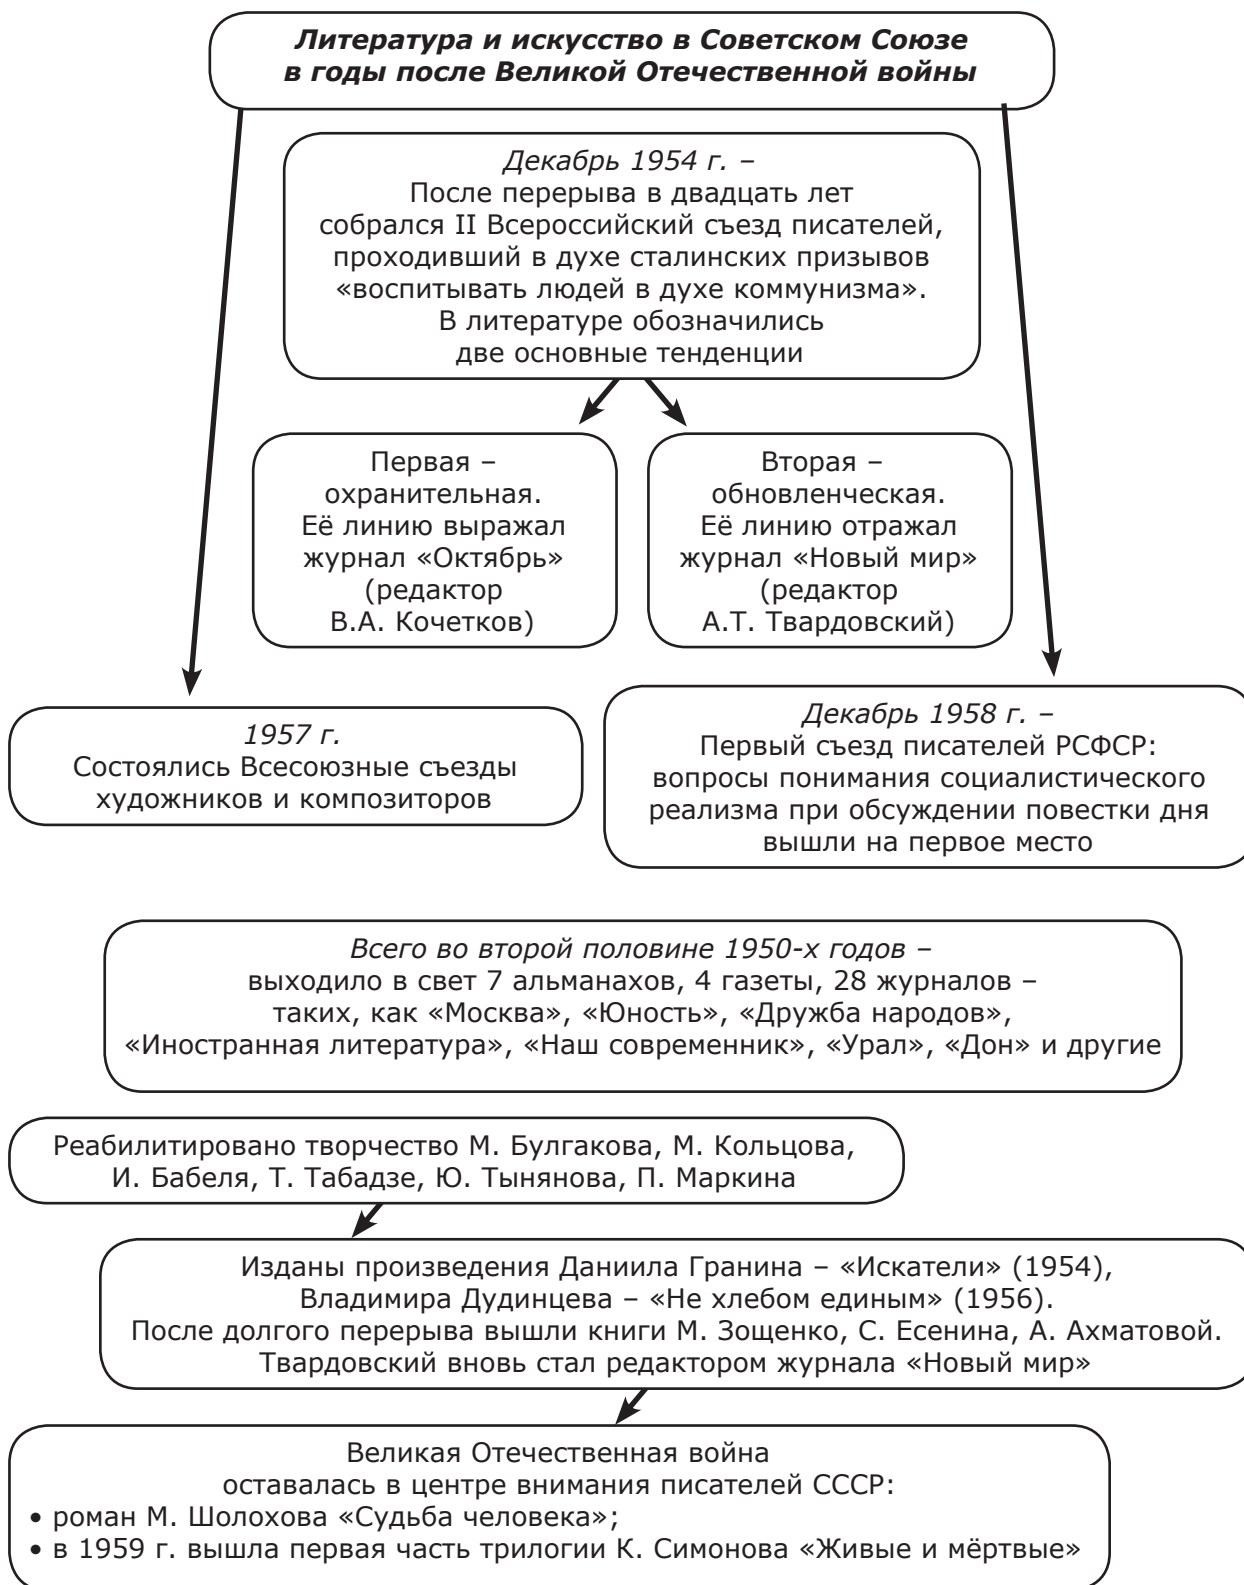 Литература и искусство в Советском Союзе
в годы после Великой Отечественной войны
Декабрь 1954 г. –
После перерыва в двадцать лет
собрался II Всероссийский съезд писателей,
проходивший в духе сталинских призывов
«воспитывать людей в духе коммунизма».
В литературе обозначились
две основные тенденции
Первая –
охранительная.
Её линию выражал
журнал «Октябрь»
(редактор
В.А. Кочетков)
Вторая –
обновленческая.
Её линию отражал
журнал «Новый мир»
(редактор
А.Т. Твардовский)
1957 г.
Состоялись Всесоюзные съезды
художников и композиторов
Декабрь 1958 г. –
Первый съезд писателей РСФСР:
вопросы понимания социалистического
реализма при обсуждении повестки дня
вышли на первое место
Всего во второй половине 1950-х годов –
выходило в свет 7 альманахов, 4 газеты, 28 журналов –
таких, как «Москва», «Юность», «Дружба народов»,
«Иностранная литература», «Наш современник», «Урал», «Дон» и другие
Реабилитировано творчество М. Булгакова, М. Кольцова,
И. Бабеля, Т. Табадзе, Ю. Тынянова, П. Маркина
Изданы произведения Даниила Гранина – «Искатели» (1954),
Владимира Дудинцева – «Не хлебом единым» (1956).
После долгого перерыва вышли книги М. Зощенко, С. Есенина, А. Ахматовой.
Твардовский вновь стал редактором журнала «Новый мир»
Великая Отечественная война
оставалась в центре внимания писателей СССР:
• роман М. Шолохова «Судьба человека»;
• в 1959 г. вышла первая часть трилогии К. Симонова «Живые и мёртвые»